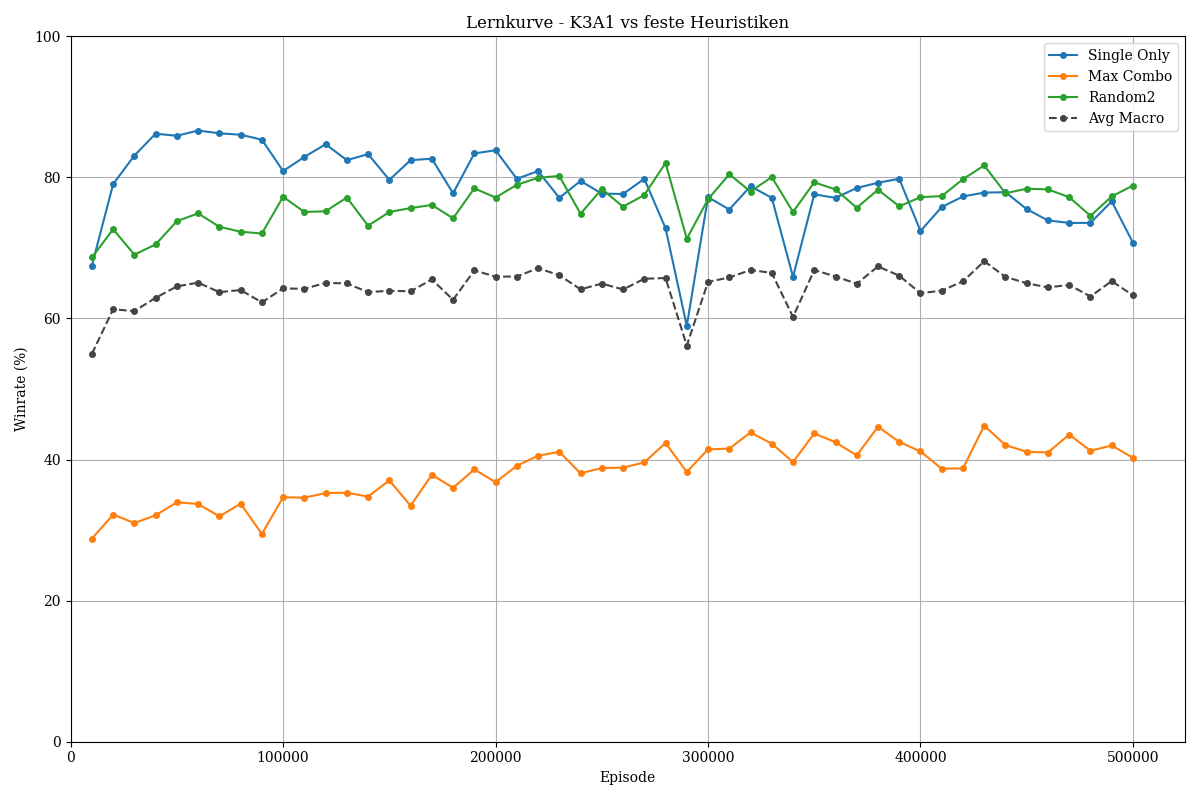 Lernkurve - K3A1 vs feste Heuristiken
Single Only
Max Combo
Random2
Avg Macro
Winrate (%)
100
80
60
40
20
0
0 100000 200000 300000 400000 500000
Episode